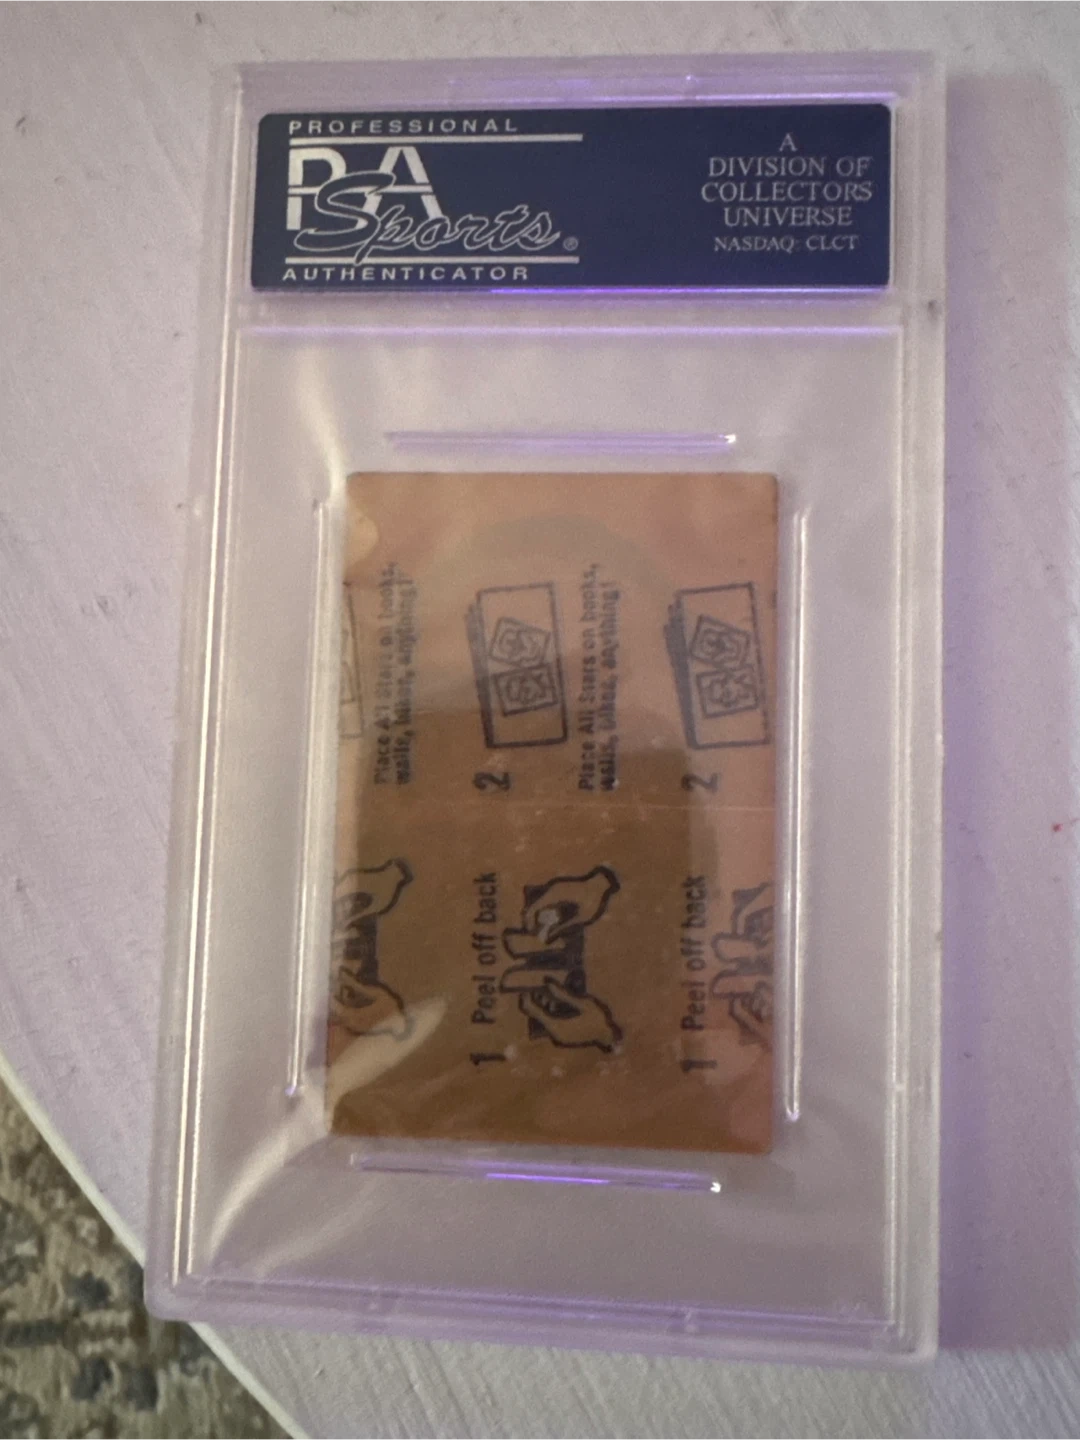 PROFESSIONAL
PSA
Sports®
AUTHENTICATOR
A
DIVISION OF
COLLECTORS
UNIVERSE
NASDAQ: CLCT
Place All Stars on books,
walls, bikes, anything!
2
Place All Stars on books,
walls, bikes, anything!
2
1 Peel off back
1 Peel off back